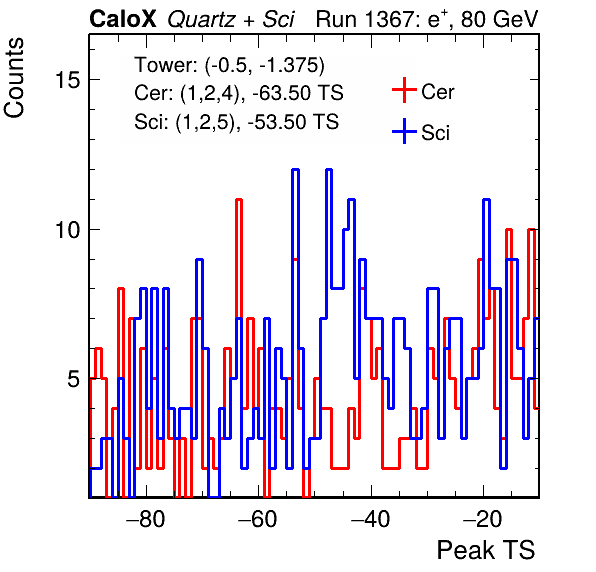 CaloX Quartz + Sci Run 1367: e⁺, 80 GeV
Counts
Tower: (-0.5, -1.375)
Cer: (1,2,4), -63.50 TS
Sci: (1,2,5), -53.50 TS
Cer
Sci
15
10
5
−80 −60 −40 −20
Peak TS